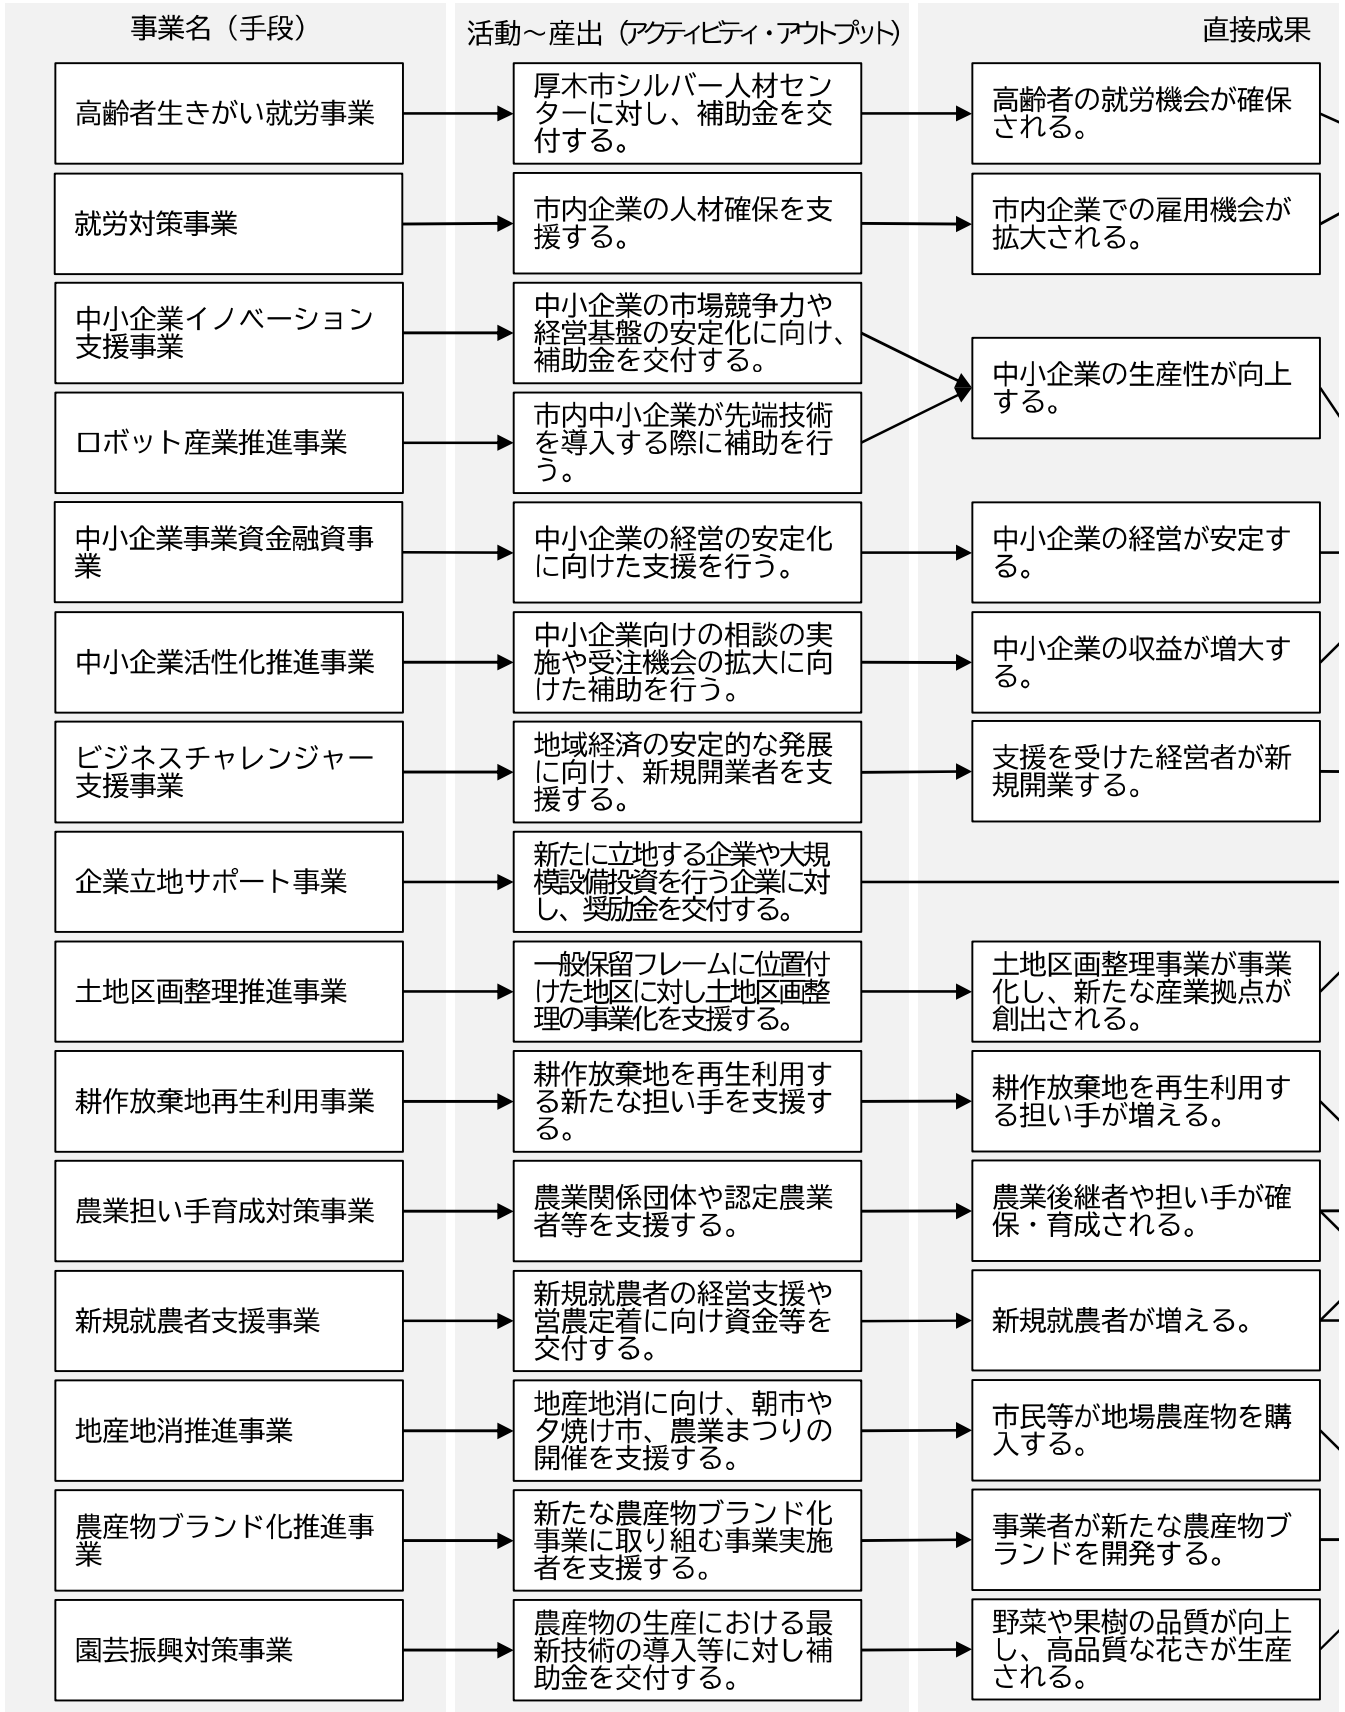 事業名（手段）
活動～産出（アクティビティ・アウトプット）
直接成果
高齢者生きがい就労事業
厚木市シルバー人材セン
ターに対し、補助金を交
付する。
高齢者の就労機会が確保
される。
就労対策事業
市内企業の人材確保を支
援する。
市内企業での雇用機会が
拡大される。
中小企業イノベーション
支援事業
中小企業の市場競争力や
経営基盤の安定化に向け、
補助金を交付する。
中小企業の生産性が向上
する。
ロボット産業推進事業
市内中小企業が先端技術
を導入する際に補助を行
う。
中小企業事業資金融資事
業
中小企業の経営の安定化
に向けた支援を行う。
中小企業の経営が安定す
る。
中小企業活性化推進事業
中小企業向けの相談の実
施や受注機会の拡大に向
けた補助を行う。
中小企業の収益が増大す
る。
ビジネスチャレンジャー
支援事業
地域経済の安定的な発展
に向け、新規開業者を支
援する。
支援を受けた経営者が新
規開業する。
企業立地サポート事業
新たに立地する企業や大規
模設備投資を行う企業に対
し、奨励金を交付する。
土地区画整理推進事業
一般保留フレームに位置付
けた地区に対し土地区画整
理の事業化を支援する。
土地区画整理事業が事業
化し、新たな産業拠点が
創出される。
耕作放棄地再生利用事業
耕作放棄地を再生利用す
る新たな担い手を支援す
る。
耕作放棄地を再生利用す
る担い手が増える。
農業担い手育成対策事業
農業関係団体や認定農業
者等を支援する。
農業後継者や担い手が確
保・育成される。
新規就農者支援事業
新規就農者の経営支援や
営農定着に向け資金等を
交付する。
新規就農者が増える。
地産地消推進事業
地産地消に向け、朝市や
夕焼け市、農業まつりの
開催を支援する。
市民等が地場農産物を購
入する。
農産物ブランド化推進事
業
新たな農産物ブランド化
事業に取り組む事業実施
者を支援する。
事業者が新たな農産物ブ
ランドを開発する。
園芸振興対策事業
農産物の生産における最
新技術の導入等に対し補
助金を交付する。
野菜や果樹の品質が向上
し、高品質な花きが生産
される。